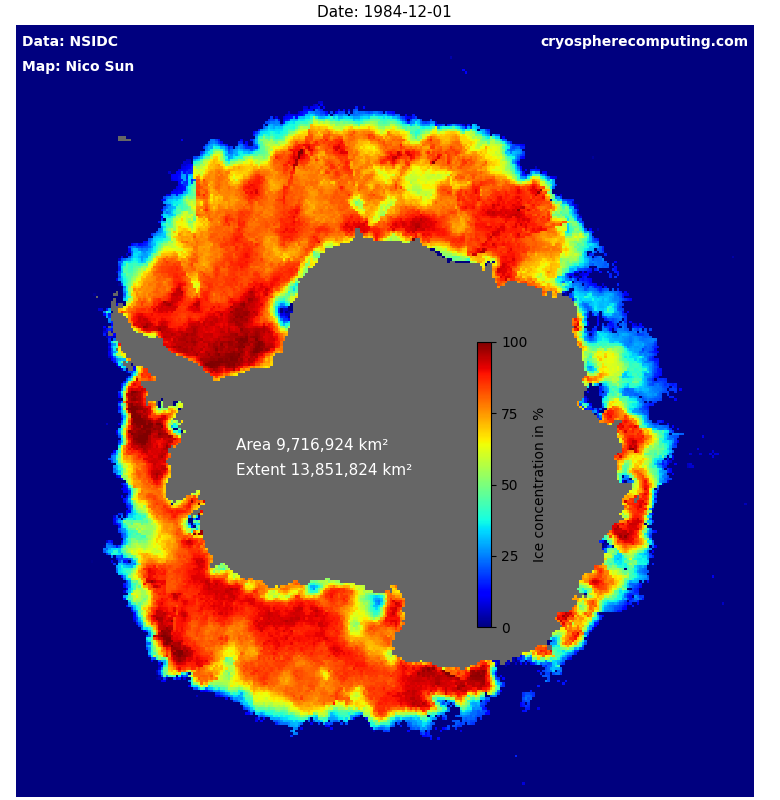 Date: 1984-12-01
Data: NSIDC
cryospherecomputing.com
Map: Nico Sun
100
75
50
25
0
Ice concentration in %
Area 9,716,924 km²
Extent 13,851,824 km²